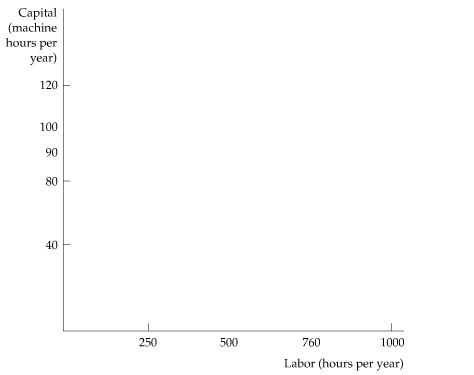 Capital
(machine
hours per
year)
120
100
90
80
40
250 500 760 1000
Labor (hours per year)